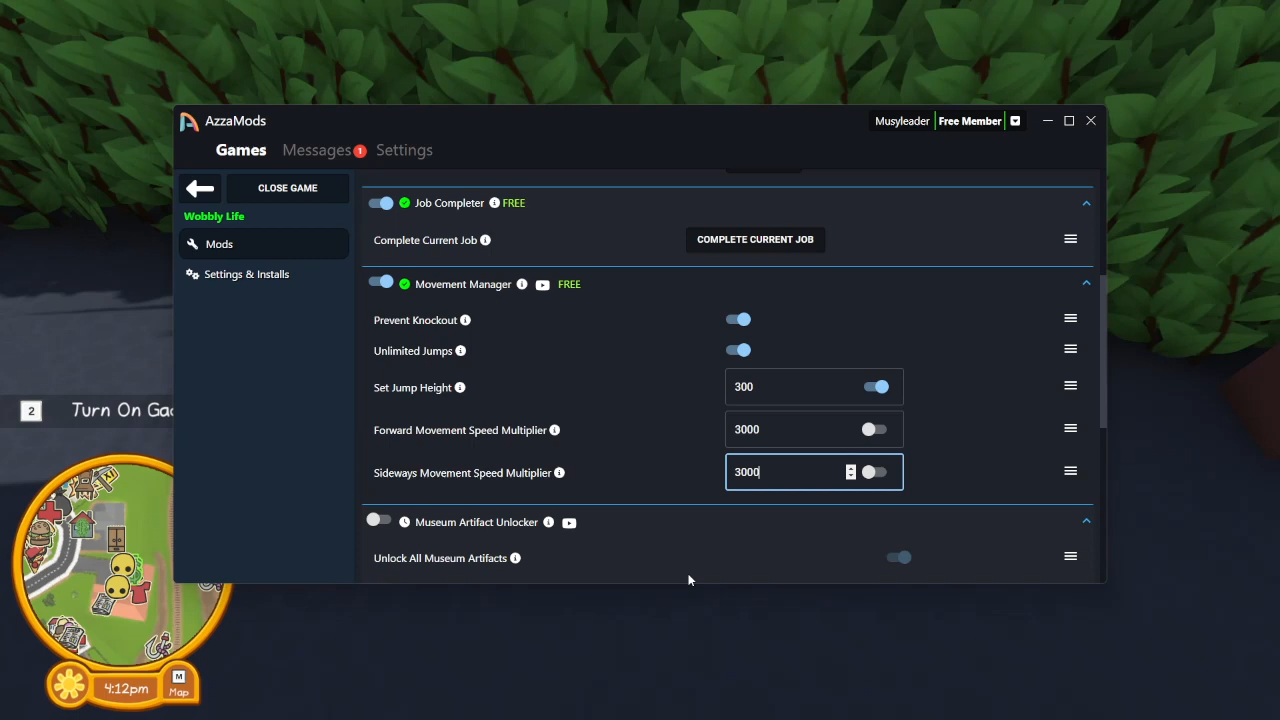 AzzaMods
Musyleader Free Member
Games Messages 1 Settings
CLOSE GAME
Wobbly Life
Mods
Settings & Installs
Job Completer FREE
Complete Current Job COMPLETE CURRENT JOB
Movement Manager FREE
Prevent Knockout
Unlimited Jumps
Set Jump Height 300
Forward Movement Speed Multiplier 3000
Sideways Movement Speed Multiplier 3000
Museum Artifact Unlocker
Unlock All Museum Artifacts
2 Turn On
4:12pm
M
Map